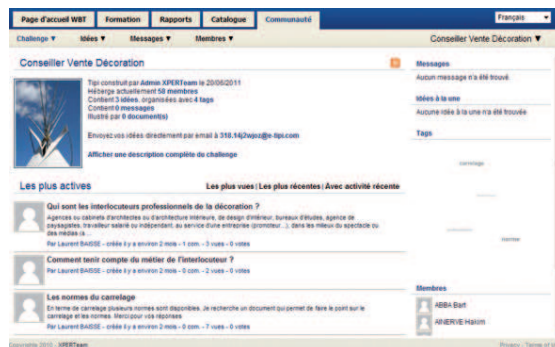 Page d'accueil WBT Formation Rapports Catalogue Communauté Français
Challenge ▼ Idées ▼ Messages ▼ Membres ▼ Conseiller Vente Décoration ▼
Conseiller Vente Décoration
Tipi construit par Admin XPERTeam le 20/06/2011
Héberge actuellement 58 membres
Contient 3 idées, organisées avec 4 tags
Contient 0 messages
Illustré par 0 document(s)
Envoyez vos idées directement par email à
Afficher une description complète du challenge
Les plus actives Les plus vues | Les plus récentes | Avec activité récente
Qui sont les interlocuteurs professionnels de la décoration ?
Agences ou cabinets d'architectes ou d'architecture intérieure, de design d'intérieur, bureaux d'études, agence de
paysagistes, travailleur salarié ou indépendant, au service d'une entreprise (promoteur...), dans les milieux du spectacle ou
des médias (a...
Par Laurent BAISSE - créée il y a environ 2 mois - 1 com. - 3 vues - 0 votes
Comment tenir compte du métier de l'interlocuteur ?
Par Laurent BAISSE - créée il y a environ 2 mois - 0 com. - 2 vues - 0 votes
Les normes du carrelage
En terme de carrelage plusieurs normes sont disponibles. Je recherche un document qui permet de faire le point sur le
carrelage et les normes. Merci pour vos réponses
Par Laurent BAISSE - créée il y a environ 2 mois - 0 com. - 7 vues - 0 votes
Messages
Aucun message n'a été trouvé
Idées à la une
Aucune idée à la une n'a été trouvée
Tags
carrelage
norme
Membres
ABBA Bart
AINERVE Hakim
Copyrights 2010 - XPERTeam Privacy - Terms of